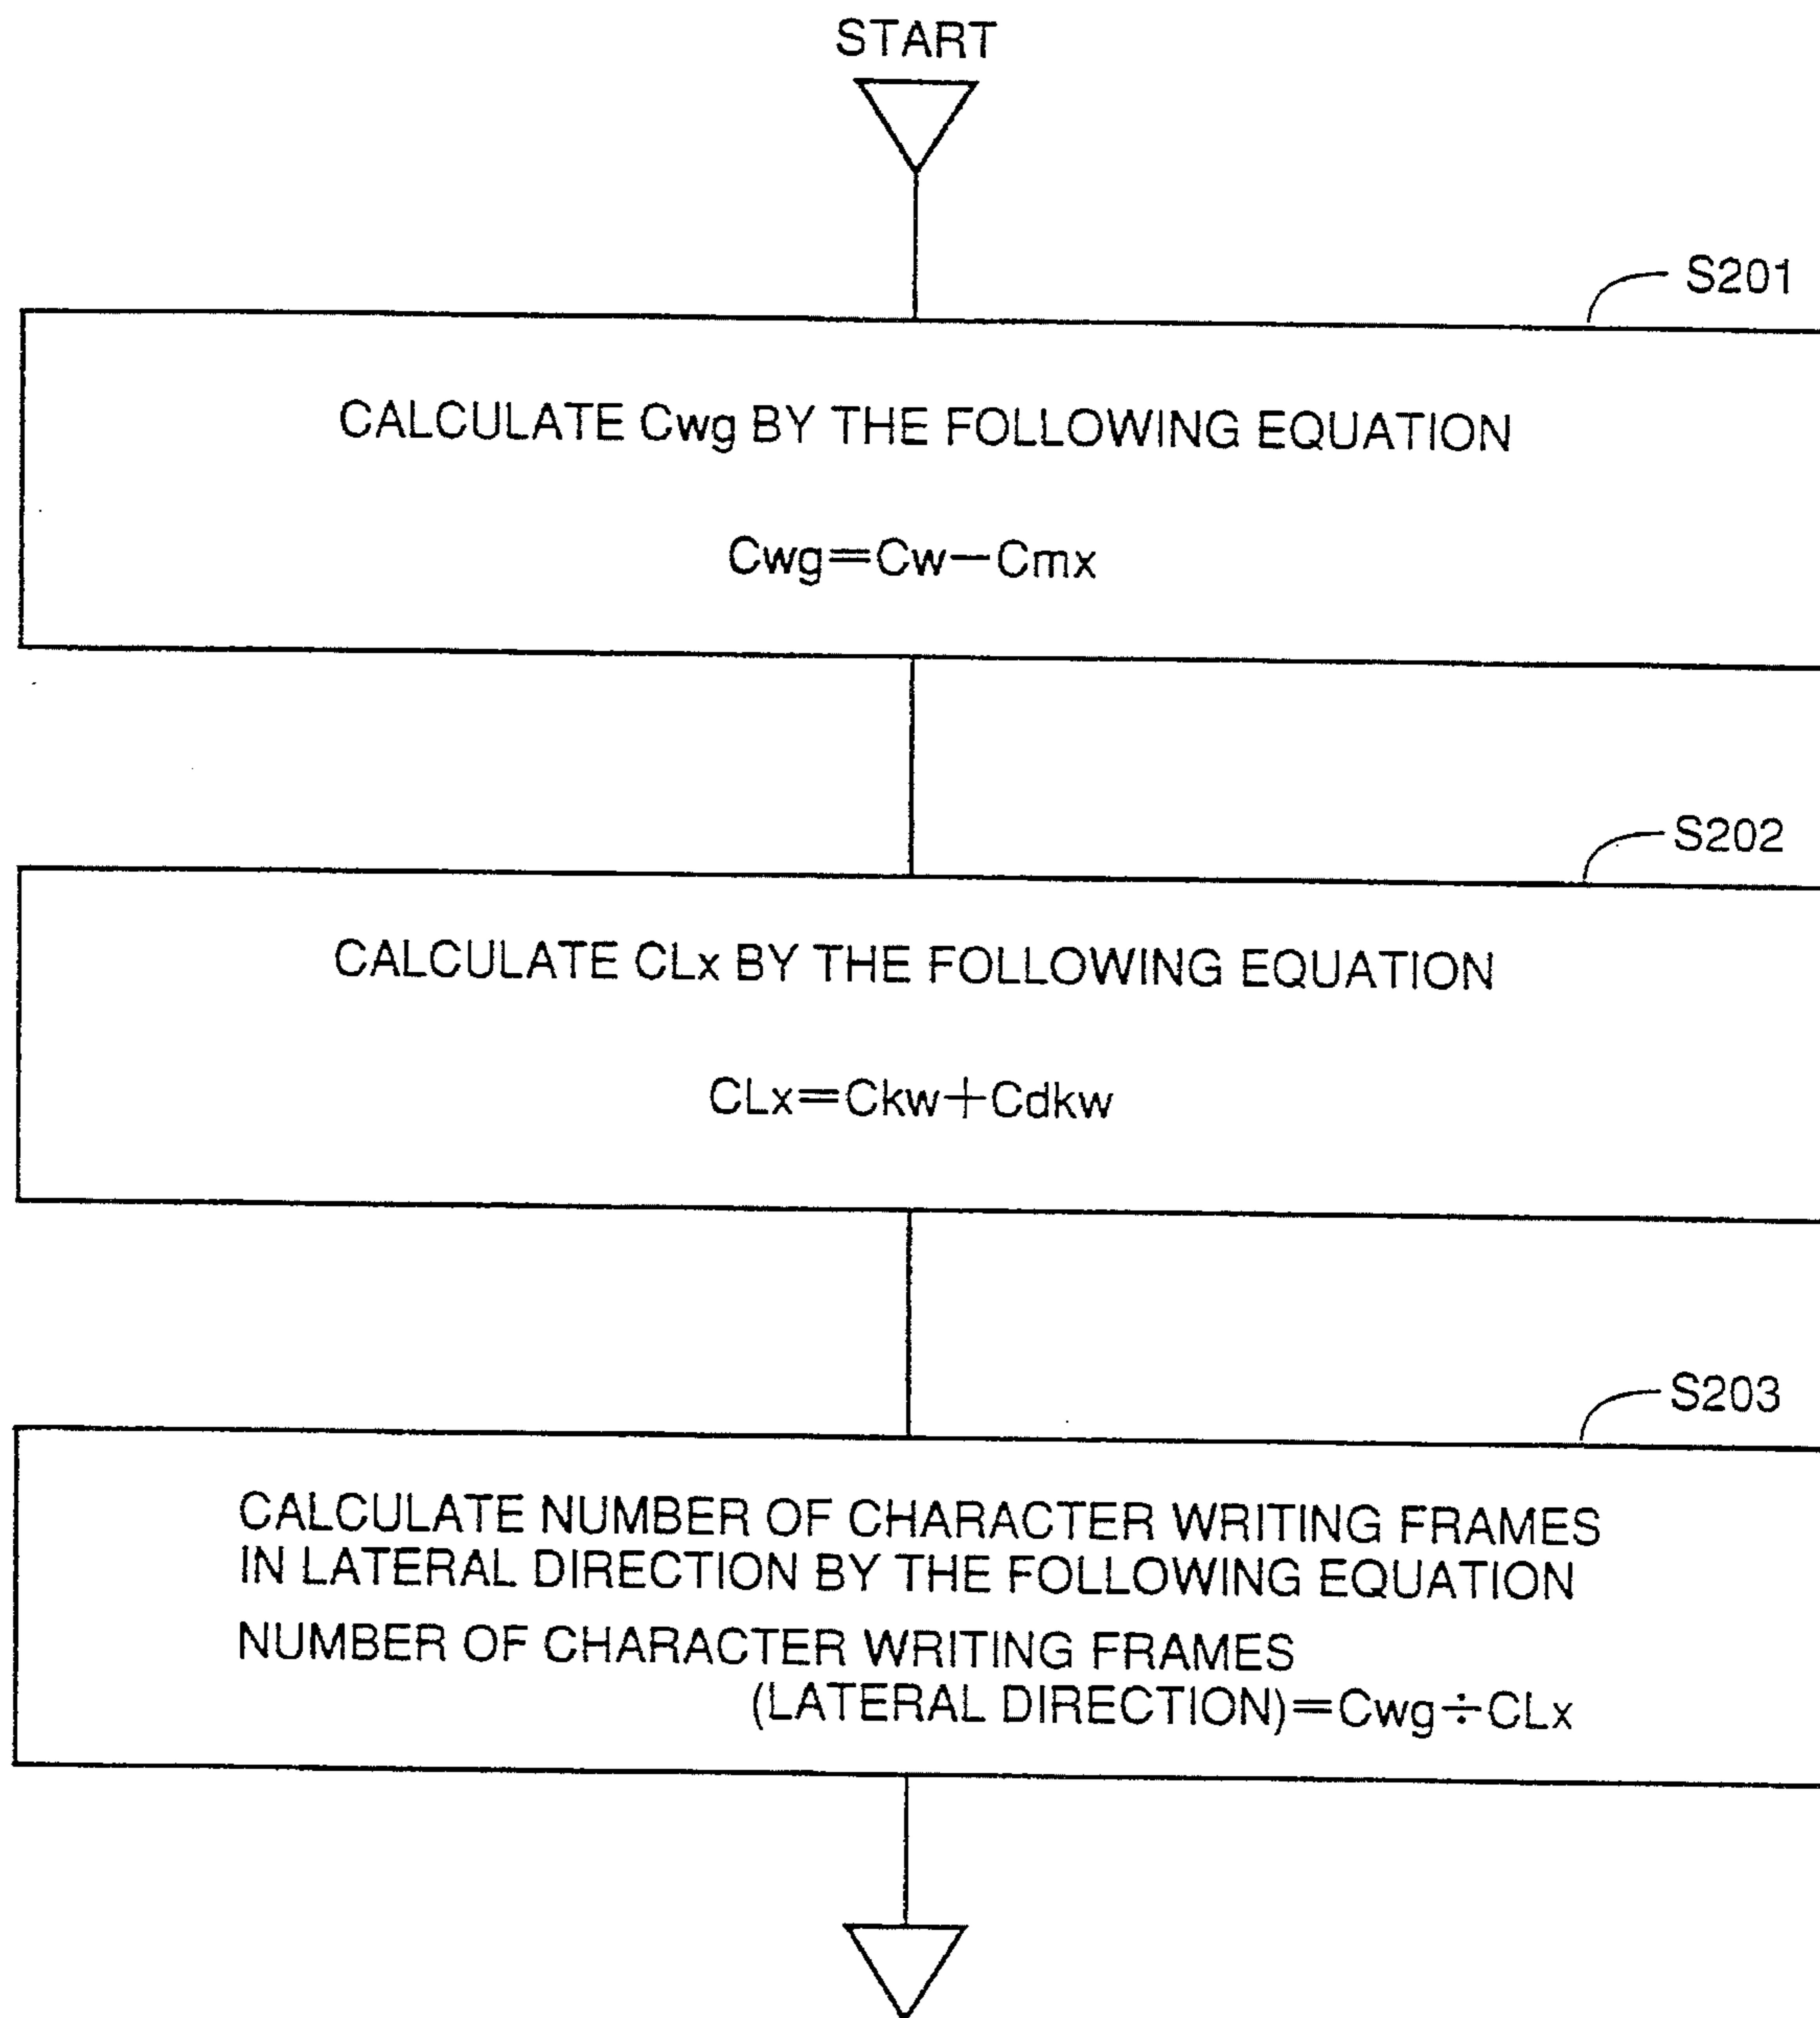 START
S201
CALCULATE Cwg BY THE FOLLOWING EQUATION
Cwg=Cw−Cmx
S202
CALCULATE CLx BY THE FOLLOWING EQUATION
CLx=Ckw+Cdkw
S203
CALCULATE NUMBER OF CHARACTER WRITING FRAMES
IN LATERAL DIRECTION BY THE FOLLOWING EQUATION
NUMBER OF CHARACTER WRITING FRAMES
(LATERAL DIRECTION)=Cwg÷CLx